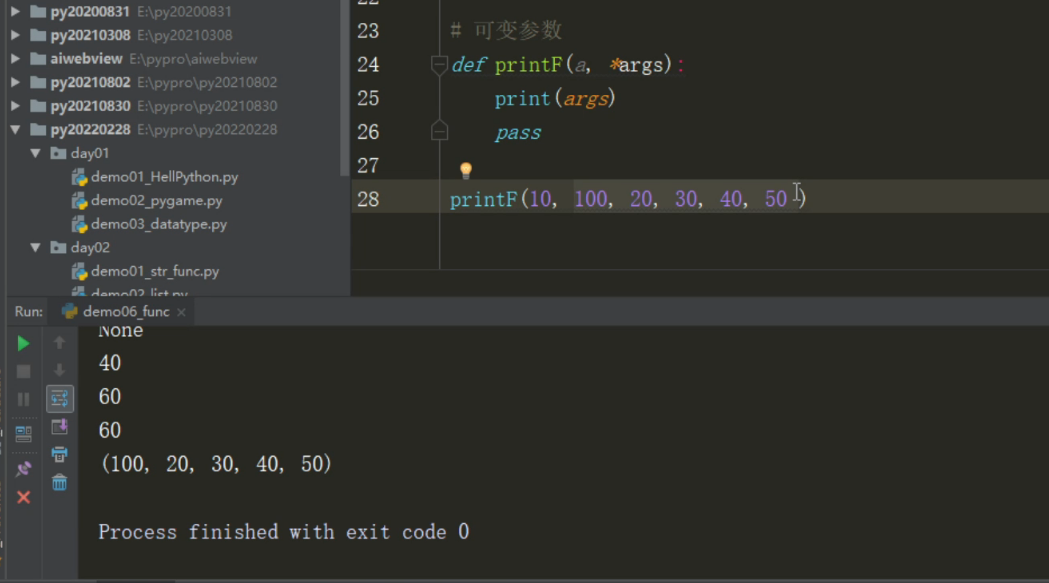 py20200831 E:\py20200831
py20210308 E:\py20210308
aiwebview E:\pypro\aiwebview
py20210802 E:\pypro\py20210802
py20210830 E:\pypro\py20210830
py20220228 E:\pypro\py20220228
day01
demo01_HellPython.py
demo02_pygame.py
demo03_datatype.py
day02
demo01_str_func.py
demo02_list.py
22
23 # 可变参数
24 def printF(a, *args):
25 print(args)
26 pass
27
28 printF(10, 100, 20, 30, 40, 50 )
Run: demo06_func ×
None
40
60
60
(100, 20, 30, 40, 50)
Process finished with exit code 0